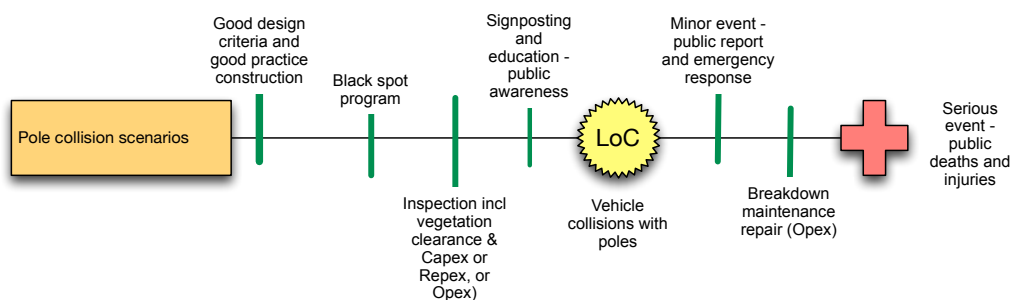 Pole collision scenarios
Good design
criteria and
good practice
construction
Black spot
program
Inspection incl
vegetation
clearance &
Capex or
Repex, or
Opex)
Signposting
and
education -
public
awareness
LoC
Vehicle
collisions with
poles
Minor event -
public report
and emergency
response
Breakdown
maintenance
repair (Opex)
Serious
event -
public
deaths and
injuries